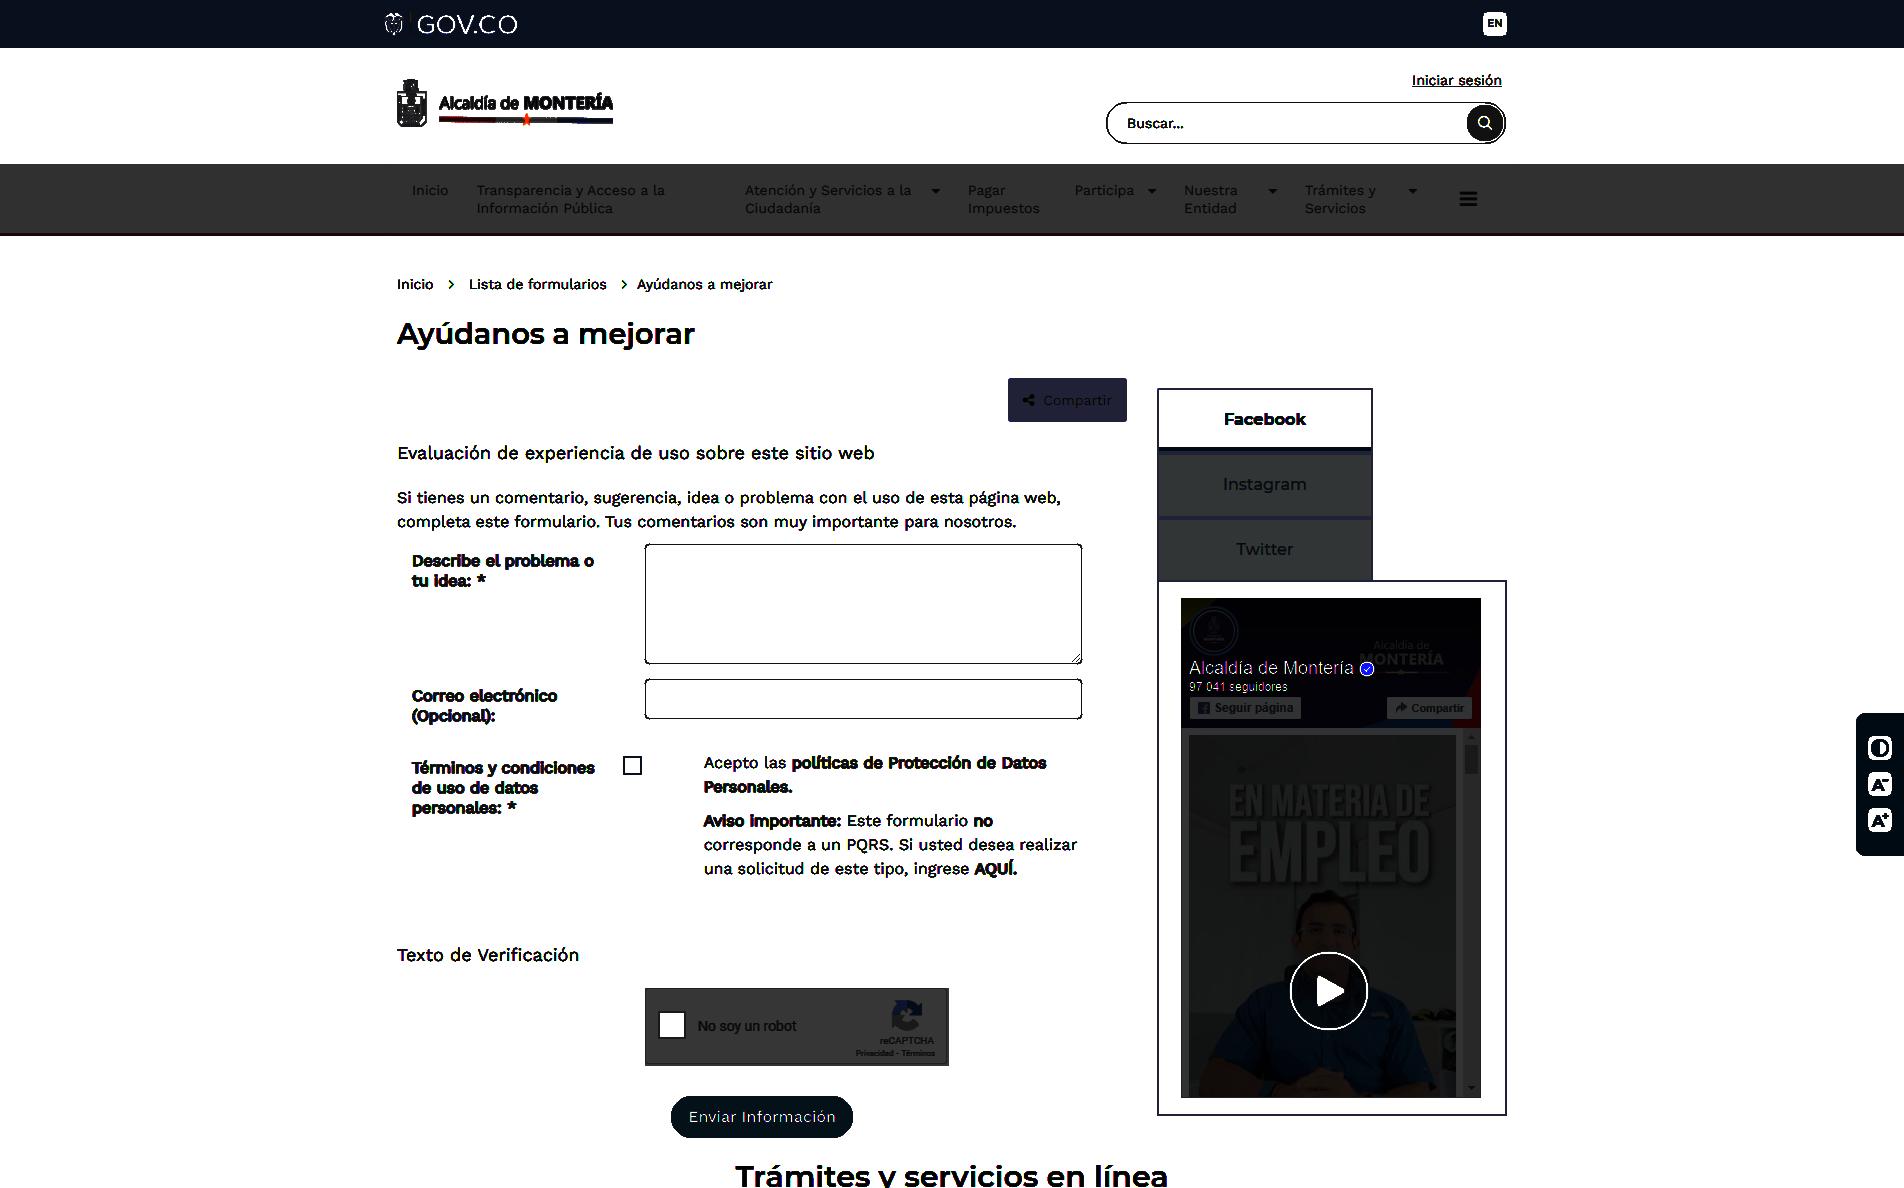 GOV.CO
EN
Iniciar sesión
Alcaldía de MONTERÍA
Buscar...
Inicio
Transparencia y Acceso a la
Información Pública
Atención y Servicios a la
Ciudadanía
Pagar
Impuestos
Participa
Nuestra
Entidad
Trámites y
Servicios
Inicio > Lista de formularios > Ayúdanos a mejorar
Ayúdanos a mejorar
Compartir
Evaluación de experiencia de uso sobre este sitio web
Si tienes un comentario, sugerencia, idea o problema con el uso de esta página web,
completa este formulario. Tus comentarios son muy importante para nosotros.
Describe el problema o
tu idea: *
Correo electrónico
(Opcional):
Términos y condiciones
de uso de datos
personales: *
Acepto las políticas de Protección de Datos
Personales.
Aviso importante: Este formulario no
corresponde a un PQRS. Si usted desea realizar
una solicitud de este tipo, ingrese AQUÍ.
Texto de Verificación
No soy un robot
reCAPTCHA
Privacidad - Términos
Enviar Información
Facebook
Instagram
Twitter
Alcaldía de
MONTERÍA
Alcaldía de Montería
97 041 seguidores
Seguir página
Compartir
EN MATERIA DE
EMPLEO
A-
A+
Trámites y servicios en línea